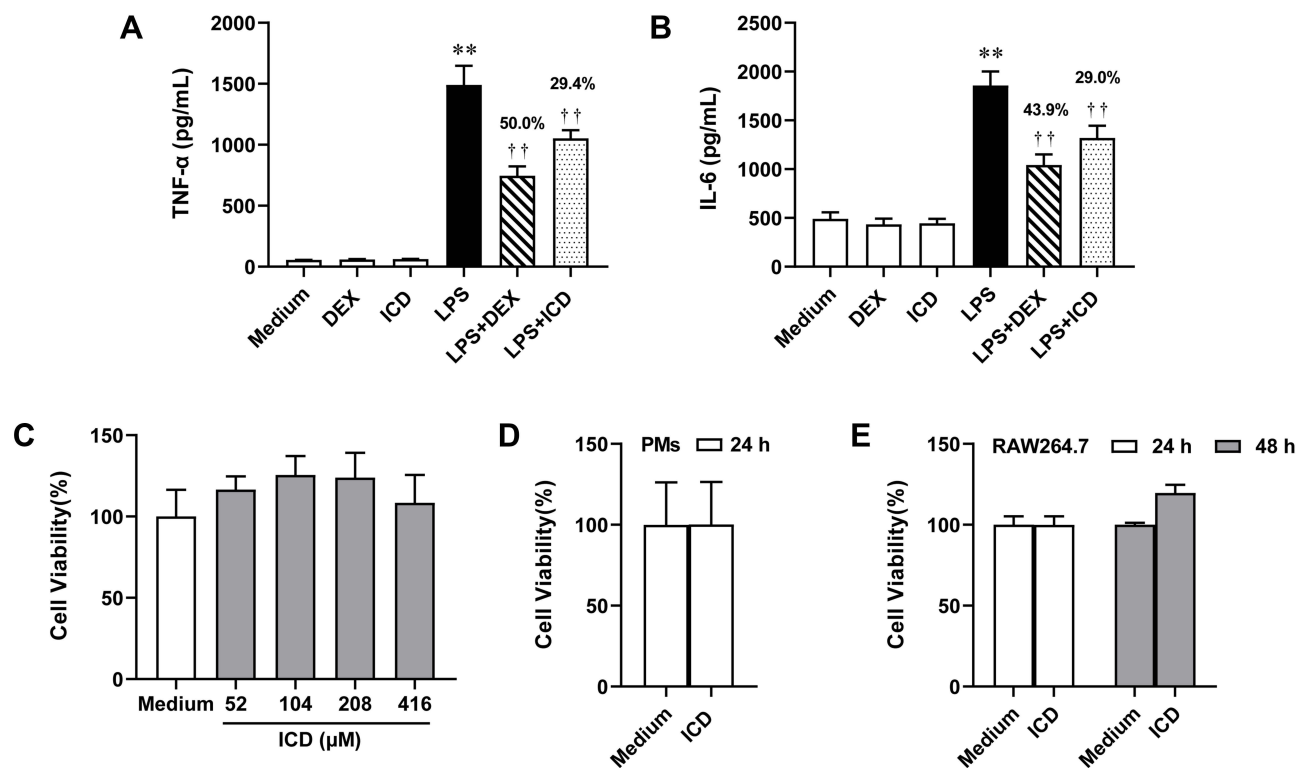 A
TNF-α (pg/mL)
2000
1500
1000
500
0
**
50.0%
††
29.4%
††
Medium
DEX
ICD
LPS
LPS+DEX
LPS+ICD
B
IL-6 (pg/mL)
2500
2000
1500
1000
500
0
**
43.9%
††
29.0%
††
Medium
DEX
ICD
LPS
LPS+DEX
LPS+ICD
C
Cell Viability(%)
150
100
50
0
Medium 52 104 208 416
ICD (μM)
D
Cell Viability(%)
PMs 24 h
150
100
50
0
Medium
ICD
E
Cell Viability(%)
RAW264.7 24 h 48 h
150
100
50
0
Medium
ICD
Medium
ICD